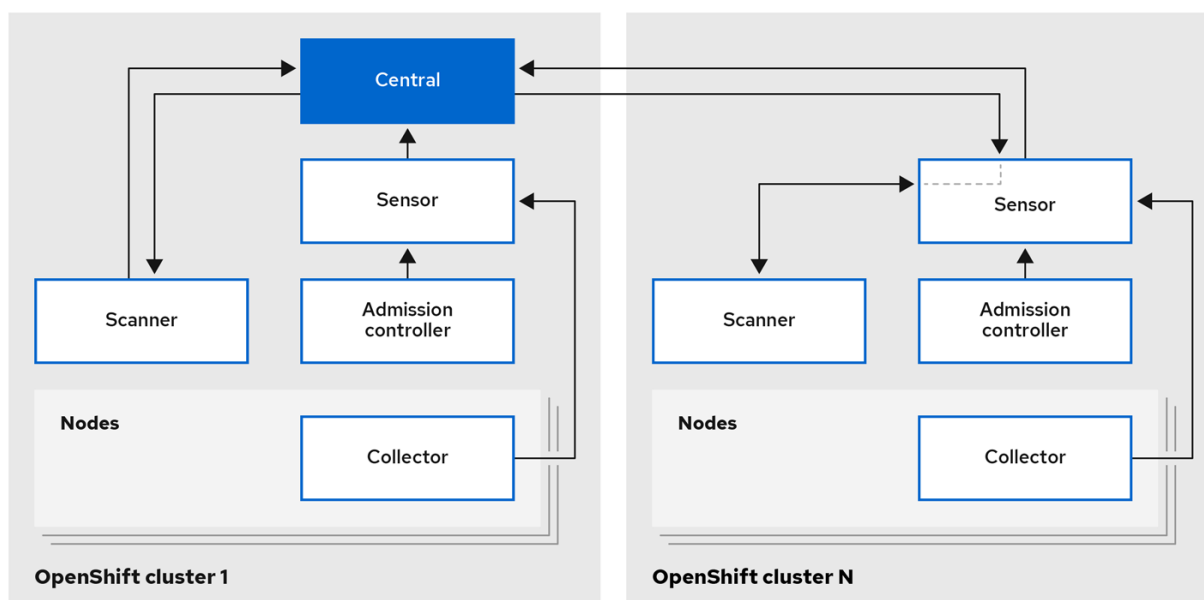 Central
Sensor
Scanner
Admission
controller
Nodes
Collector
OpenShift cluster 1
Sensor
Scanner
Admission
controller
Nodes
Collector
OpenShift cluster N